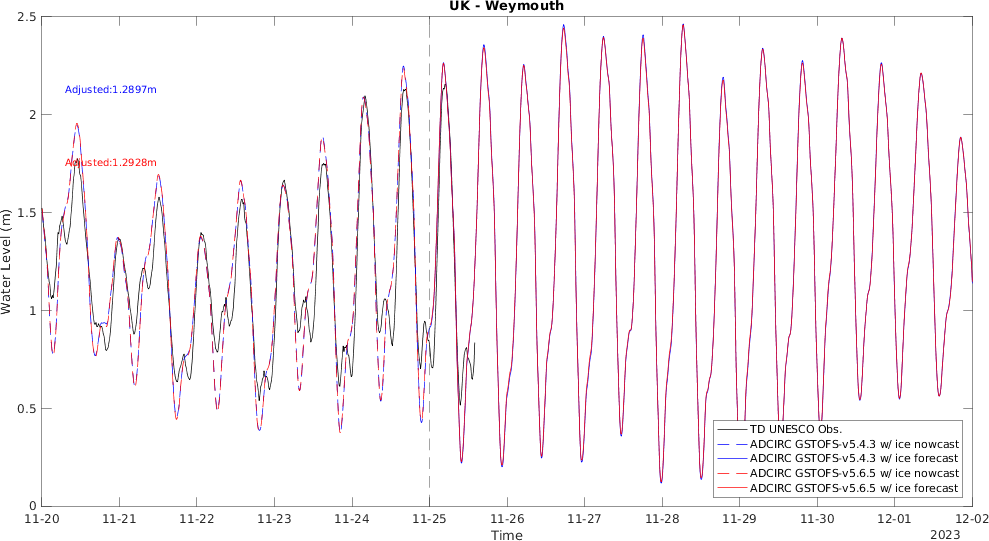 UK - Weymouth
2.5
2
1.5
1
0.5
0
Water Level (m)
Adjusted:1.2897m
Adjusted:1.2928m
TD UNESCO Obs.
ADCIRC GSTOFS-v5.4.3 w/ ice nowcast
ADCIRC GSTOFS-v5.4.3 w/ ice forecast
ADCIRC GSTOFS-v5.6.5 w/ ice nowcast
ADCIRC GSTOFS-v5.6.5 w/ ice forecast
11-20 11-21 11-22 11-23 11-24 11-25 11-26 11-27 11-28 11-29 11-30 12-01 12-02
Time
2023